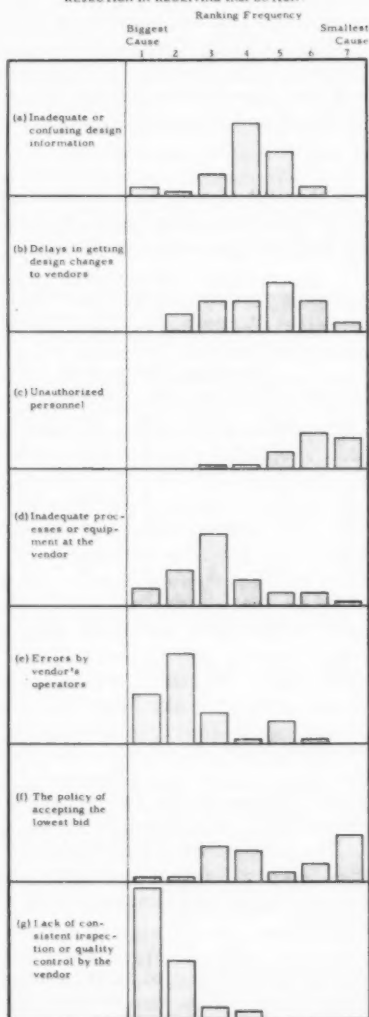 Ranking Frequency
Biggest Smallest
Cause Cause
1 2 3 4 5 6 7
(a) Inadequate or
confusing design
information
(b) Delays in getting
design changes
to vendors
(c) Unauthorized
personnel
(d) Inadequate proc-
esses or equip-
ment at the
vendor
(e) Errors by
vendor's
operators
(f) The policy of
accepting the
lowest bid
(g) Lack of con-
sistent inspec-
tion or quality
control by the
vendor